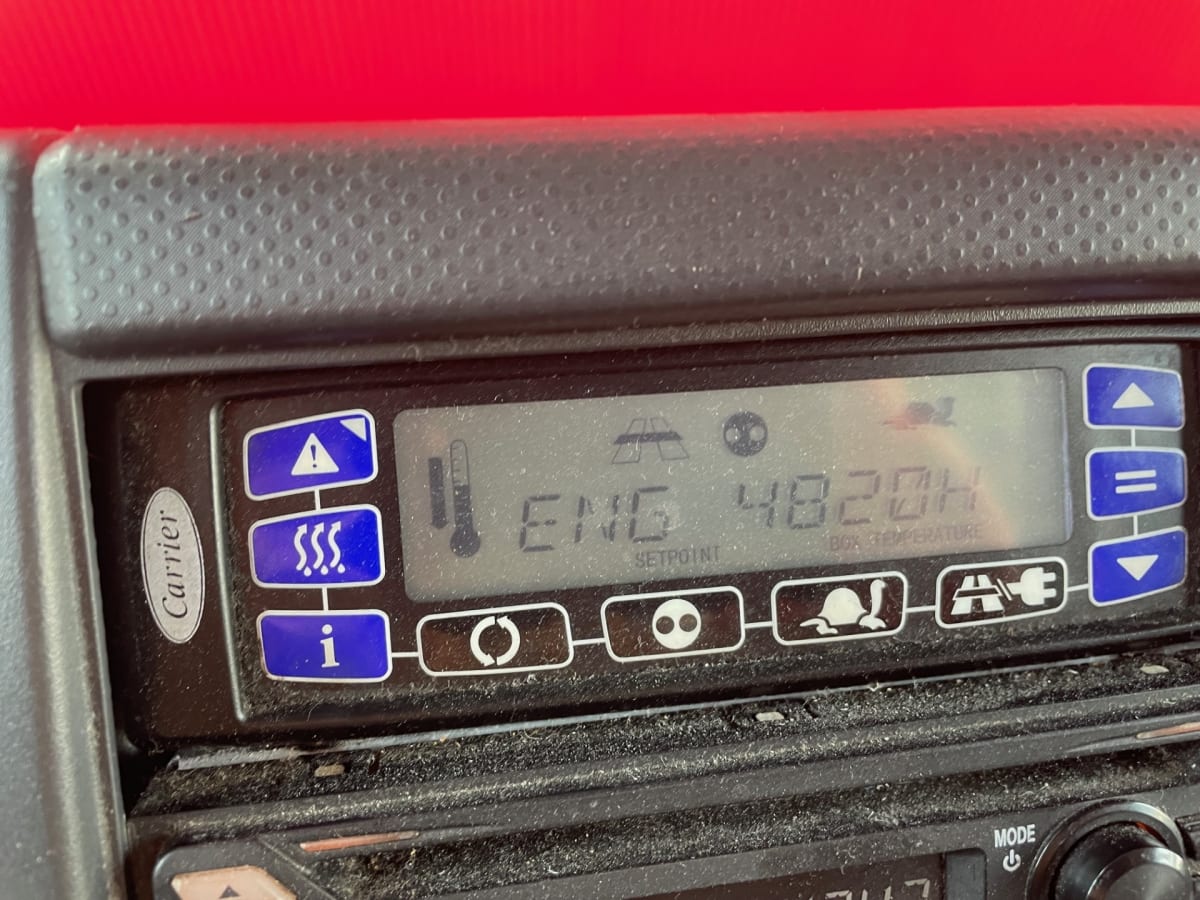 Carrier
ENG 4820H
SETPOINT
BOX TEMPERATURE
i
MODE